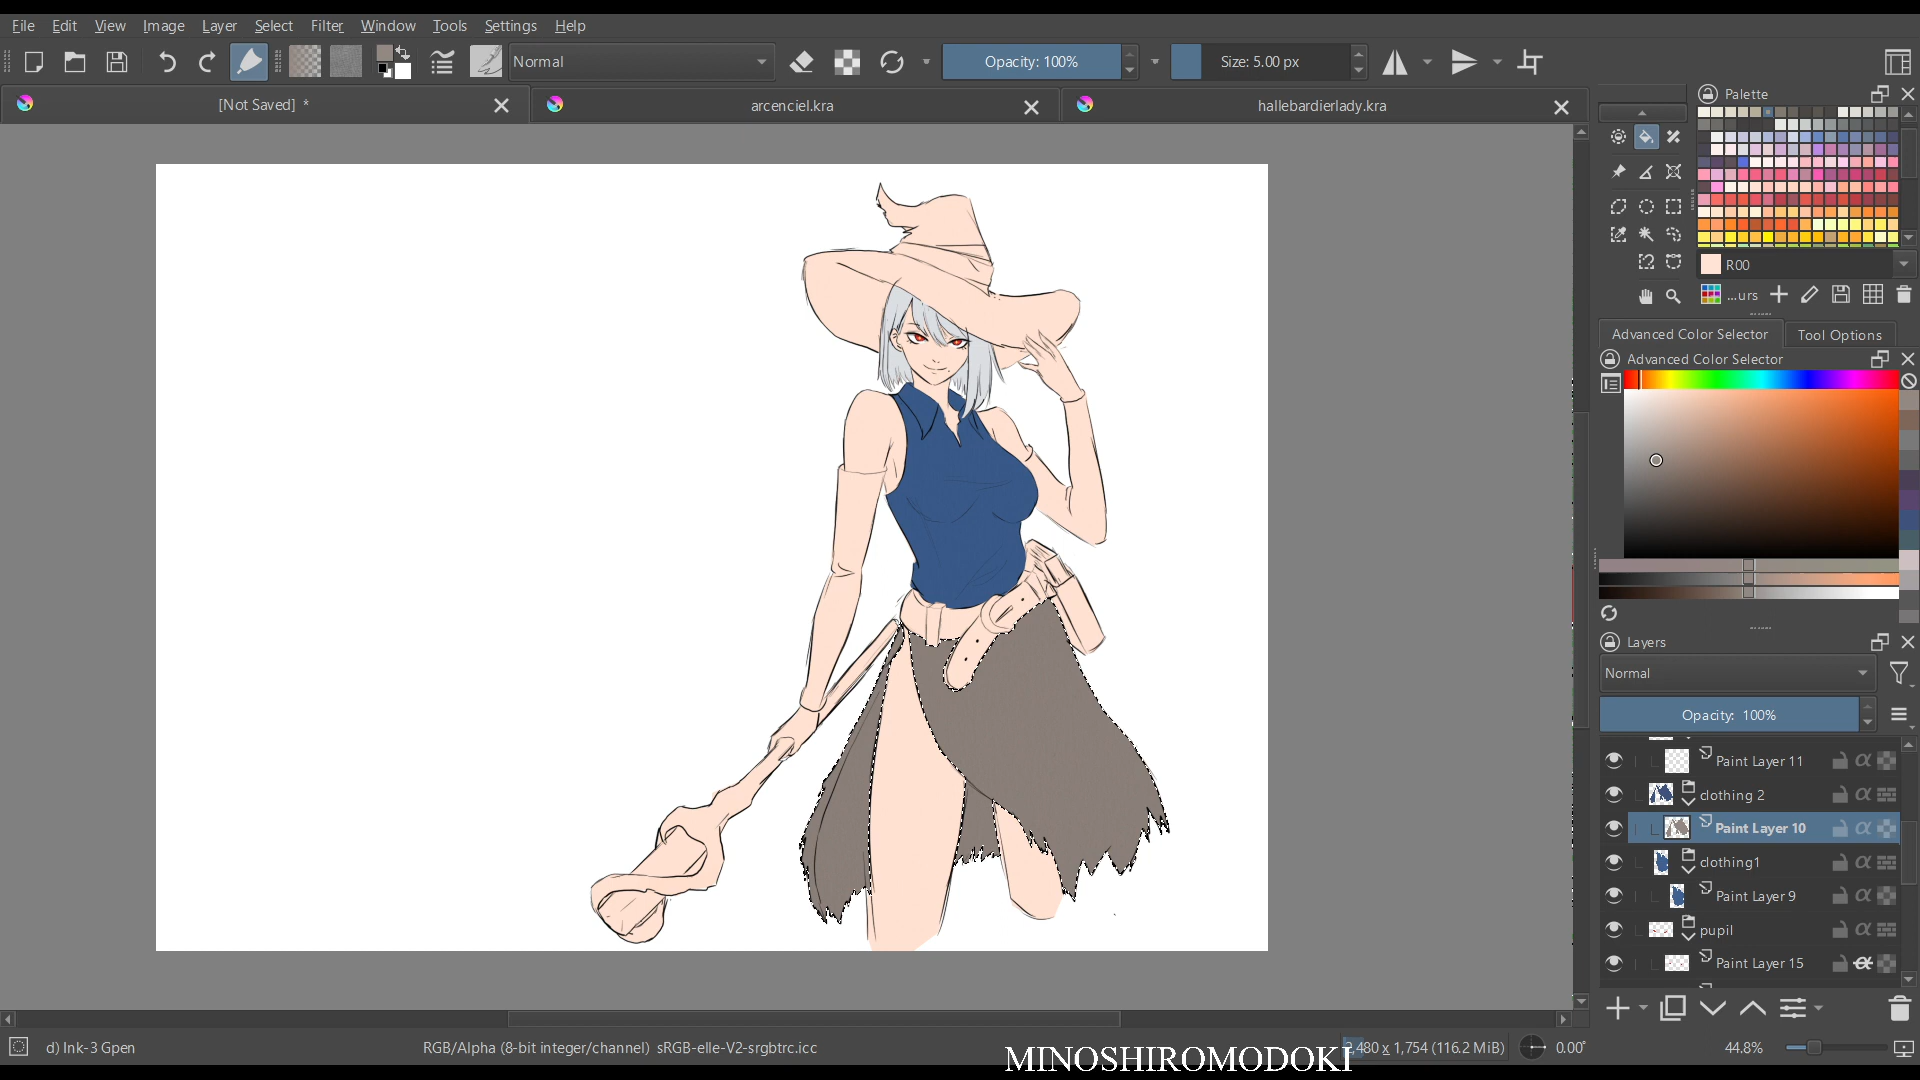 File Edit View Image Layer Select Filter Window Tools Settings Help
Normal Opacity: 100% Size: 5.00 px
[Not Saved] * arcenciel.kra hallebardierlady.kra
Palette
R00
...urs
Advanced Color Selector Tool Options
Advanced Color Selector
Layers
Normal
Opacity: 100%
Paint Layer 11
clothing 2
Paint Layer 10
clothing1
Paint Layer 9
pupil
Paint Layer 15
d) Ink-3 Gpen RGB/Alpha (8-bit integer/channel) sRGB-elle-V2-srgbtrc.icc 2,480 x 1,754 (116.2 MiB) 0.00° 44.8%
MINOSHIROMODOKI